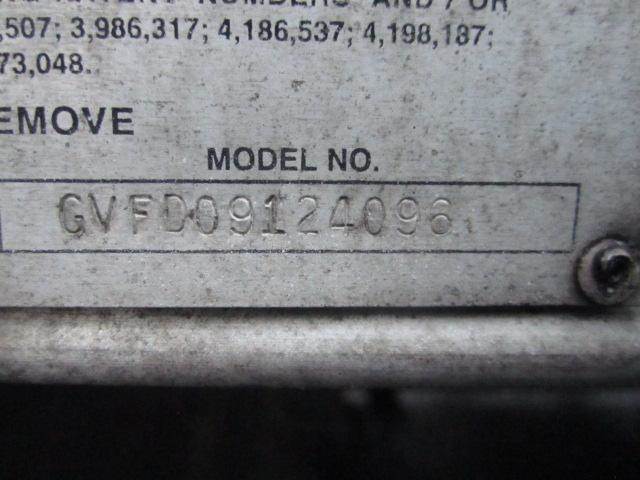 NUMBERS AND / OR
,507; 3,986,317; 4,186,537; 4,198,187;
73,048.
EMOVE
MODEL NO.
GVFD09124096